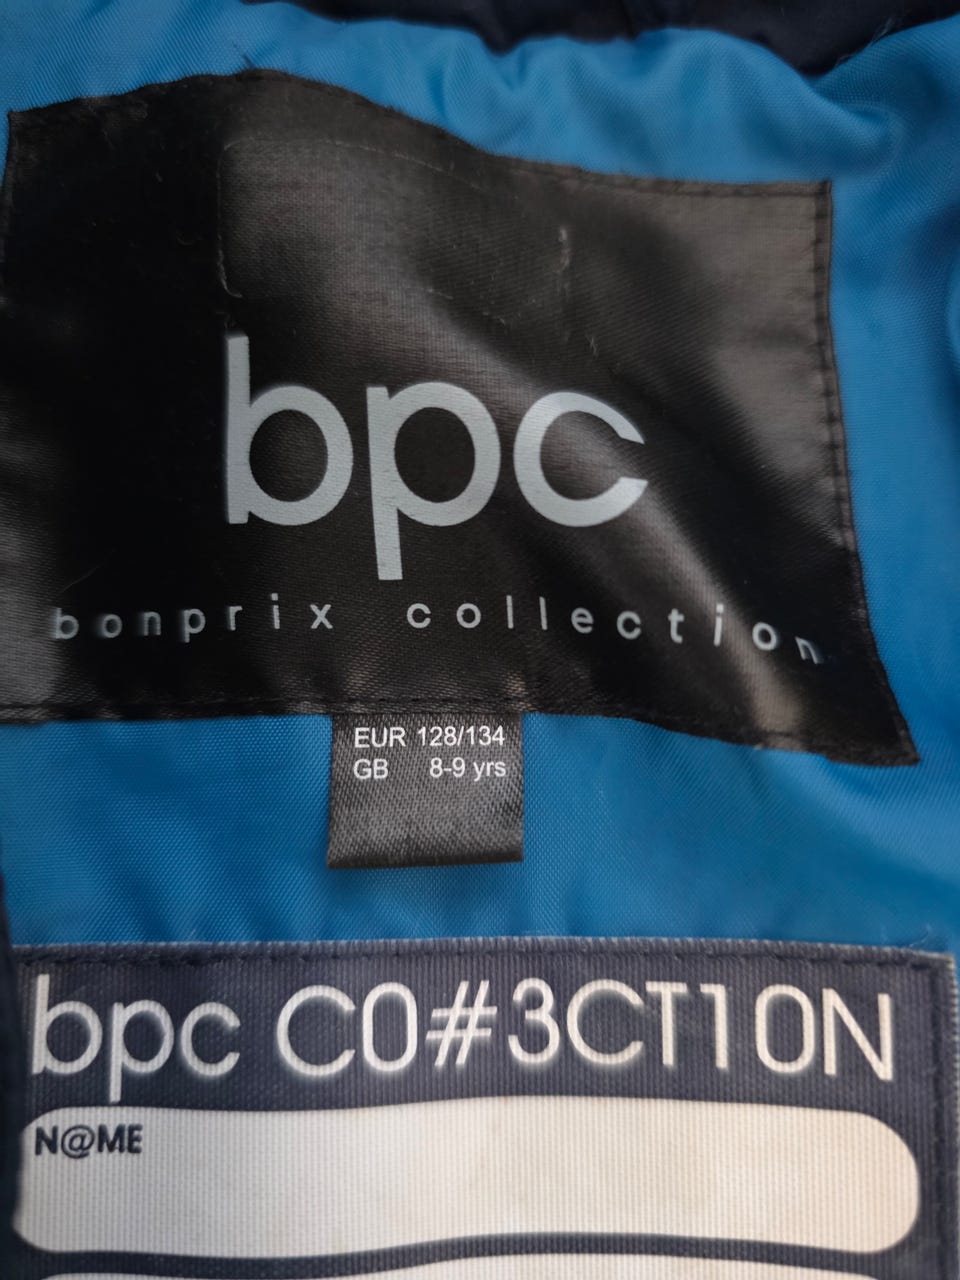 bpc
bonprix collection
EUR 128/134
GB 8-9 yrs
bpc C0#3CT10N
N@ME